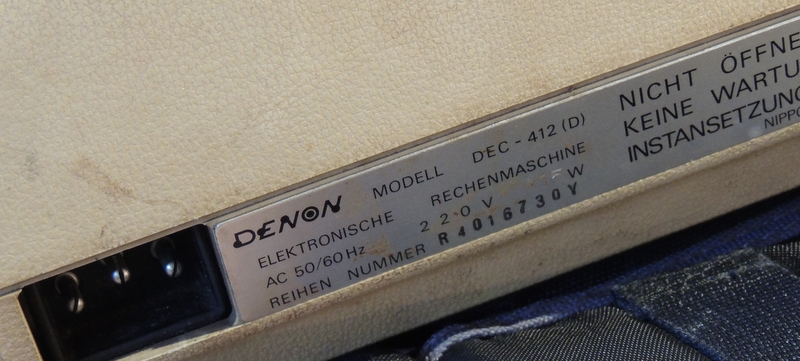 DENON MODELL DEC-412 (D)
ELEKTRONISCHE RECHENMASCHINE
AC 50/60 Hz 220 V W
REIHEN NUMMER R4016730Y
NICHT ÖFFNE
KEINE WARTU
INSTANSETZUNG
NIPPO